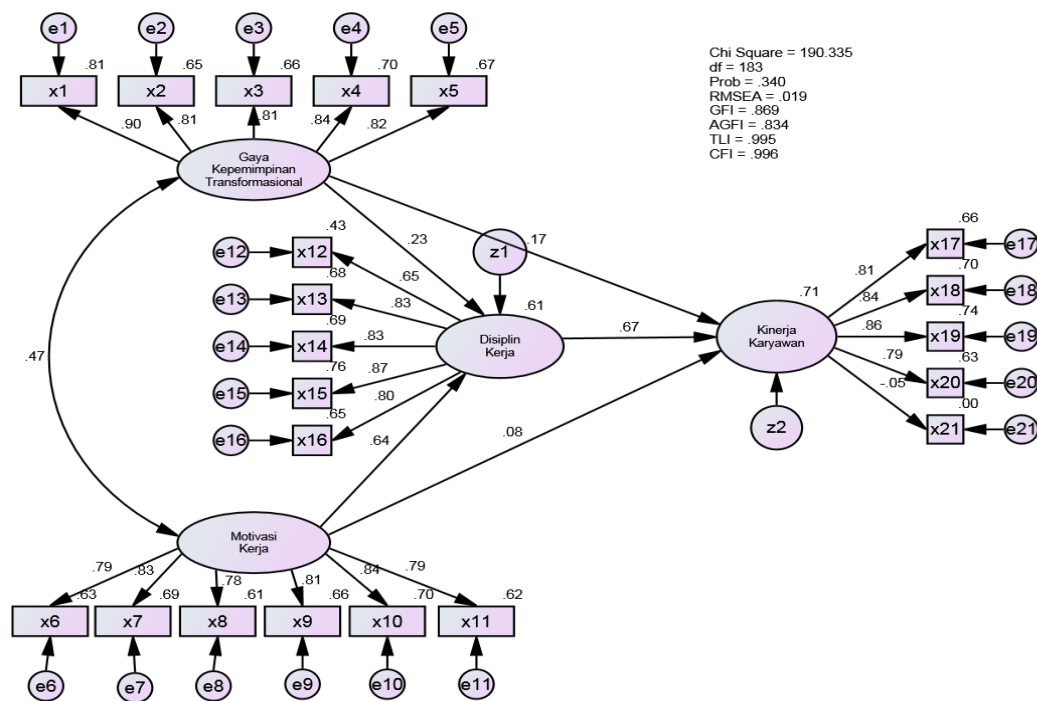 e1 e2 e3 e4 e5
.81 .65 .66 .70 .67
x1 x2 x3 x4 x5
.90 .81 .81 .84 .82
Gaya
Kepemimpinan
Transformasional
Chi Square = 190.335
df = 183
Prob = .340
RMSEA = .019
GFI = .869
AGFI = .834
TLI = .995
CFI = .996
.47
.23
.17
z1
.43
e12 x12 .65
.68
e13 x13 .83
.69
e14 x14 .83
.76
e15 x15 .87
.65
e16 x16 .80
.61
Disiplin
Kerja
.67
.64
.08
.71
Kinerja
Karyawan
z2
.66
.81 x17 e17
.70
.84 x18 e18
.74
.86 x19 e19
.63
.79 x20 e20
.00
-.05 x21 e21
Motivasi
Kerja
.79 .83 .78 .81 .84 .79
.63 .69 .61 .66 .70 .62
x6 x7 x8 x9 x10 x11
e6 e7 e8 e9 e10 e11